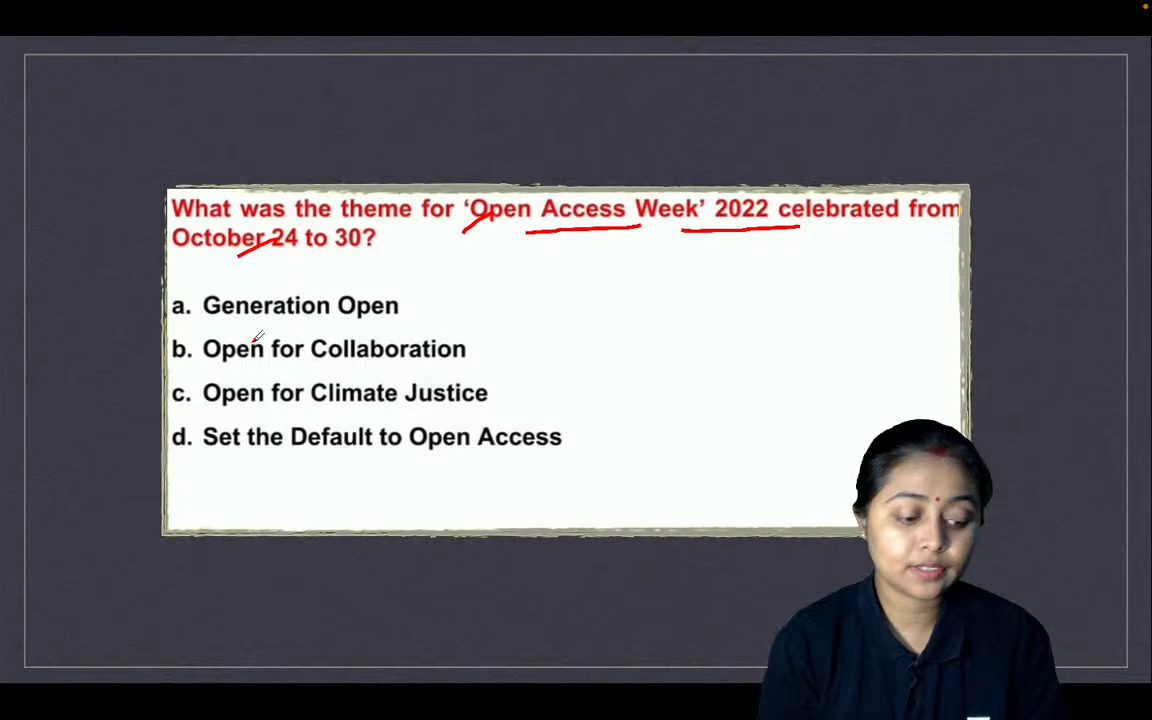 What was the theme for ‘Open Access Week’ 2022 celebrated from
October 24 to 30?
a. Generation Open
b. Open for Collaboration
c. Open for Climate Justice
d. Set the Default to Open Access